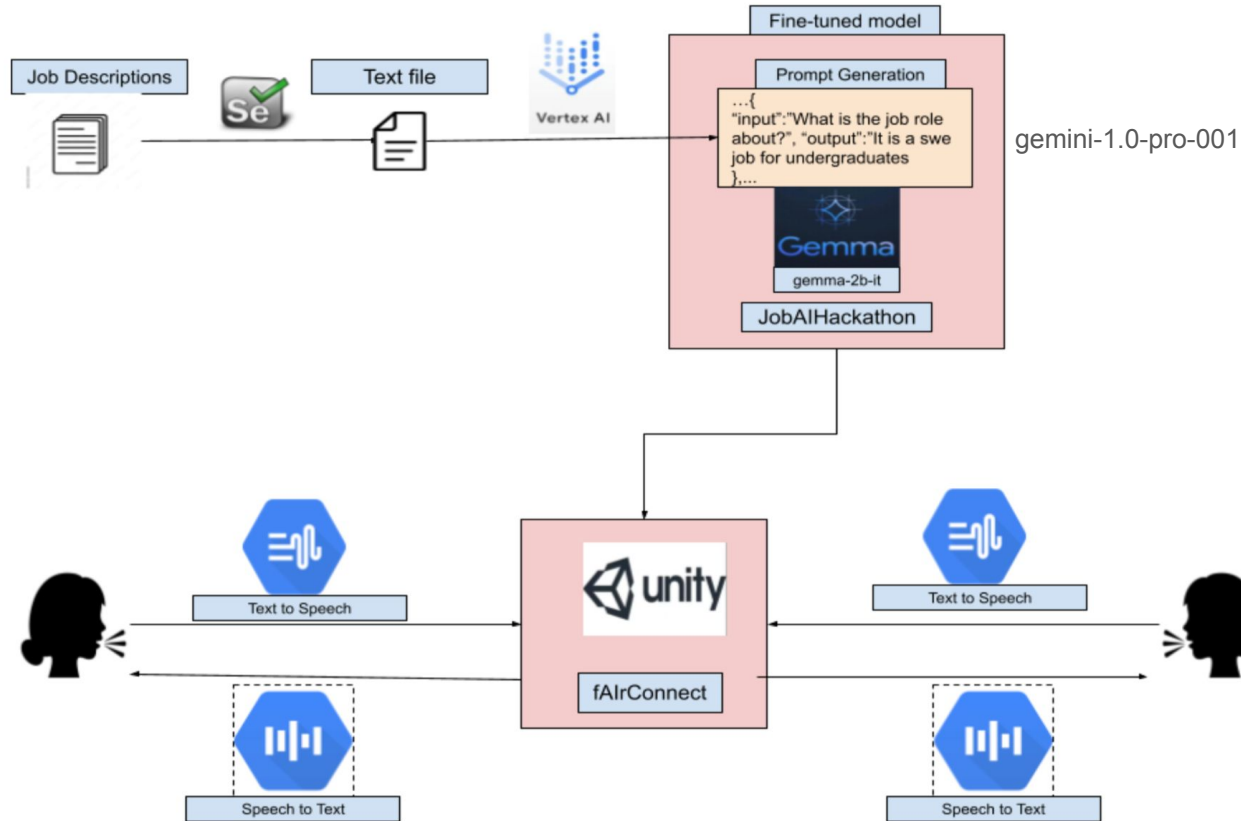 Fine-tuned model
Job Descriptions
Se
Text file
Vertex AI
Prompt Generation
...{
"input":"What is the job role
about?", "output":"It is a swe
job for undergraduates
},...
gemini-1.0-pro-001
Gemma
gemma-2b-it
JobAIHackathon
Text to Speech
unity
Text to Speech
fAIrConnect
Speech to Text
Speech to Text